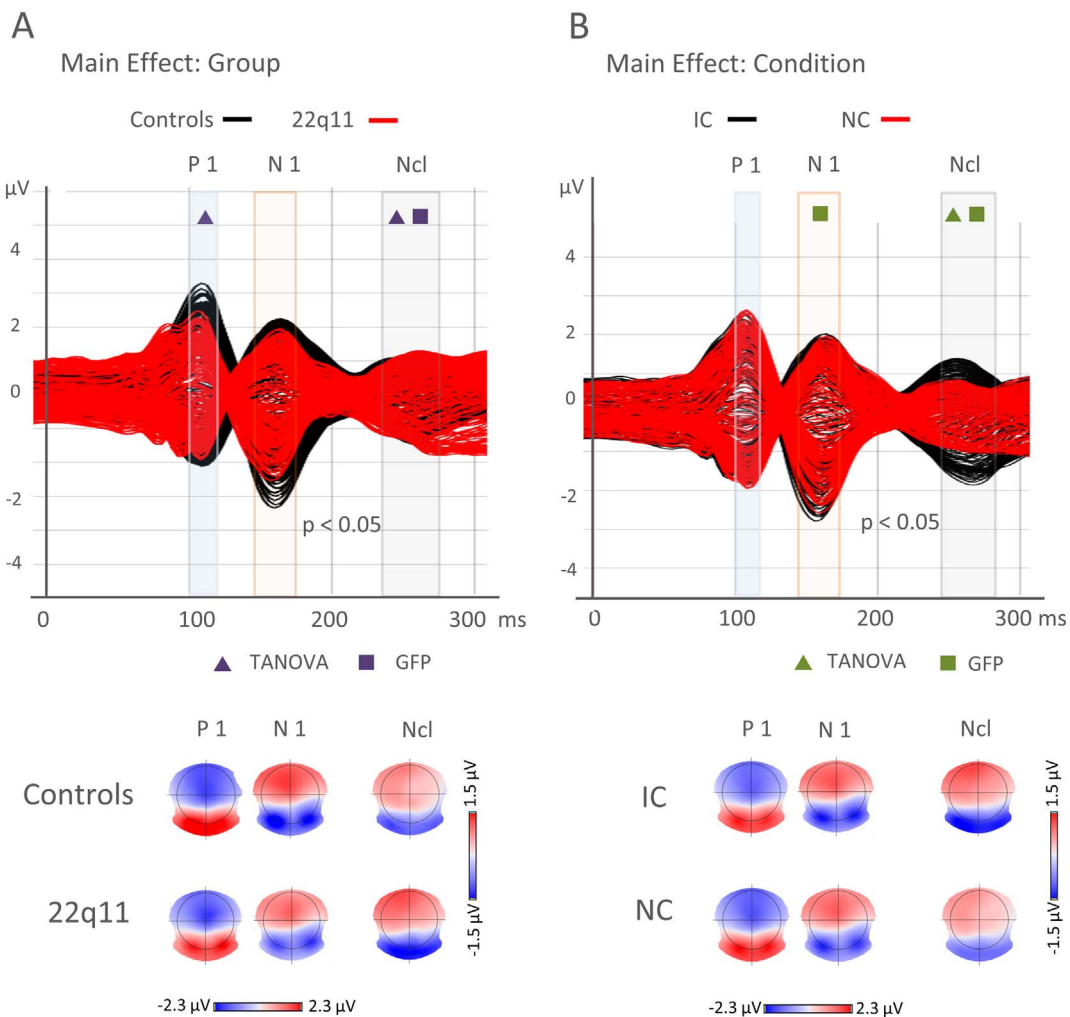 A
Main Effect: Group
Controls 22q11
P 1 N 1 Ncl
µV
4
2
0
-2
-4
p < 0.05
0 100 200 300 ms
TANOVA GFP
P 1 N 1 Ncl
Controls
22q11
1.5 µV
-1.5 µV
-2.3 µV 2.3 µV
B
Main Effect: Condition
IC NC
P 1 N 1 Ncl
µV
4
2
0
-2
-4
p < 0.05
0 100 200 300 ms
TANOVA GFP
P 1 N 1 Ncl
IC
NC
1.5 µV
-1.5 µV
-2.3 µV 2.3 µV